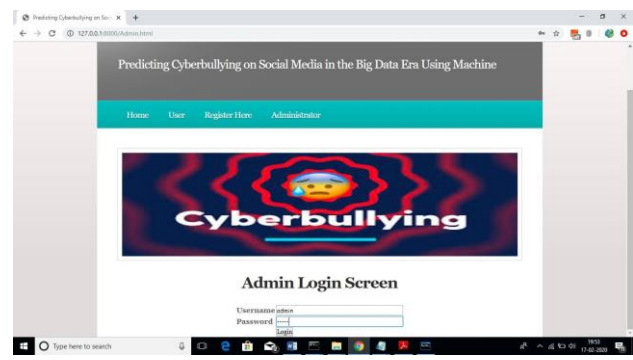 Predicting Cyberbullying on Soc
127.0.0.1:8000/Admin.html
Predicting Cyberbullying on Social Media in the Big Data Era Using Machine
Home User Register Here Administrator
Cyberbullying
Admin Login Screen
Username admin
Password
Login
Type here to search
19:53
17-02-2020